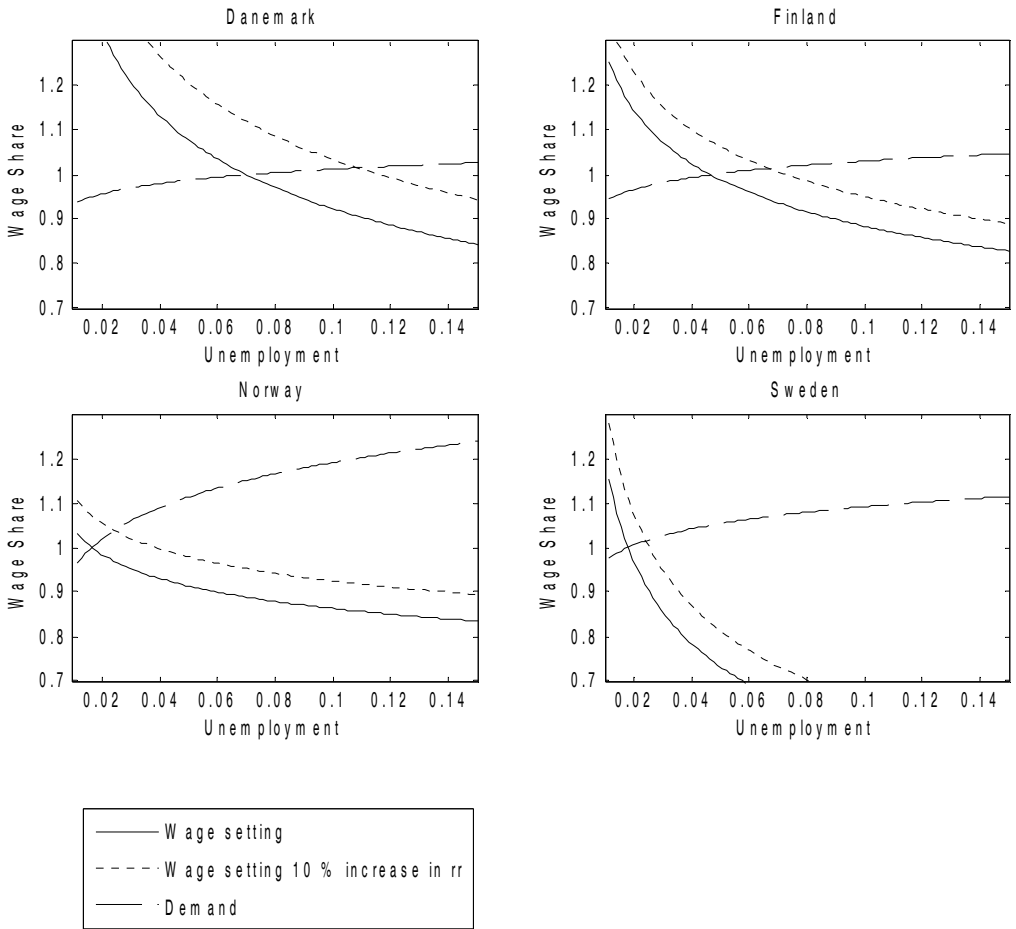 Danemark
Finland
1.2
1.1
1
0.9
0.8
0.7
Wage Share
0.02 0.04 0.06 0.08 0.1 0.12 0.14
Unemployment
1.2
1.1
1
0.9
0.8
0.7
Wage Share
0.02 0.04 0.06 0.08 0.1 0.12 0.14
Unemployment
Norway
Sweden
1.2
1.1
1
0.9
0.8
0.7
Wage Share
0.02 0.04 0.06 0.08 0.1 0.12 0.14
Unemployment
1.2
1.1
1
0.9
0.8
0.7
Wage Share
0.02 0.04 0.06 0.08 0.1 0.12 0.14
Unemployment
Wage setting
Wage setting 10 % increase in rr
Demand